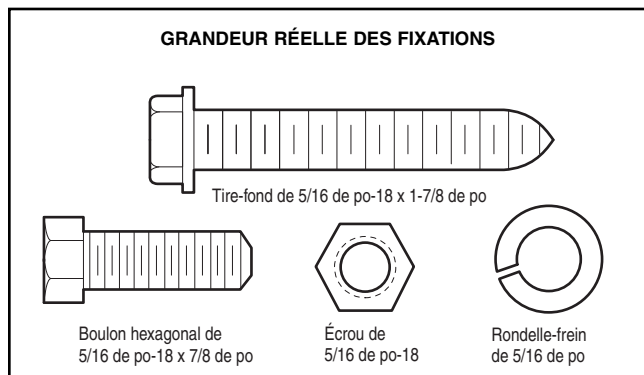 GRANDEUR RÉELLE DES FIXATIONS
Tire-fond de 5/16 de po-18 x 1-7/8 de po
Boulon hexagonal de
5/16 de po-18 x 7/8 de po
Écrou de
5/16 de po-18
Rondelle-frein
de 5/16 de po